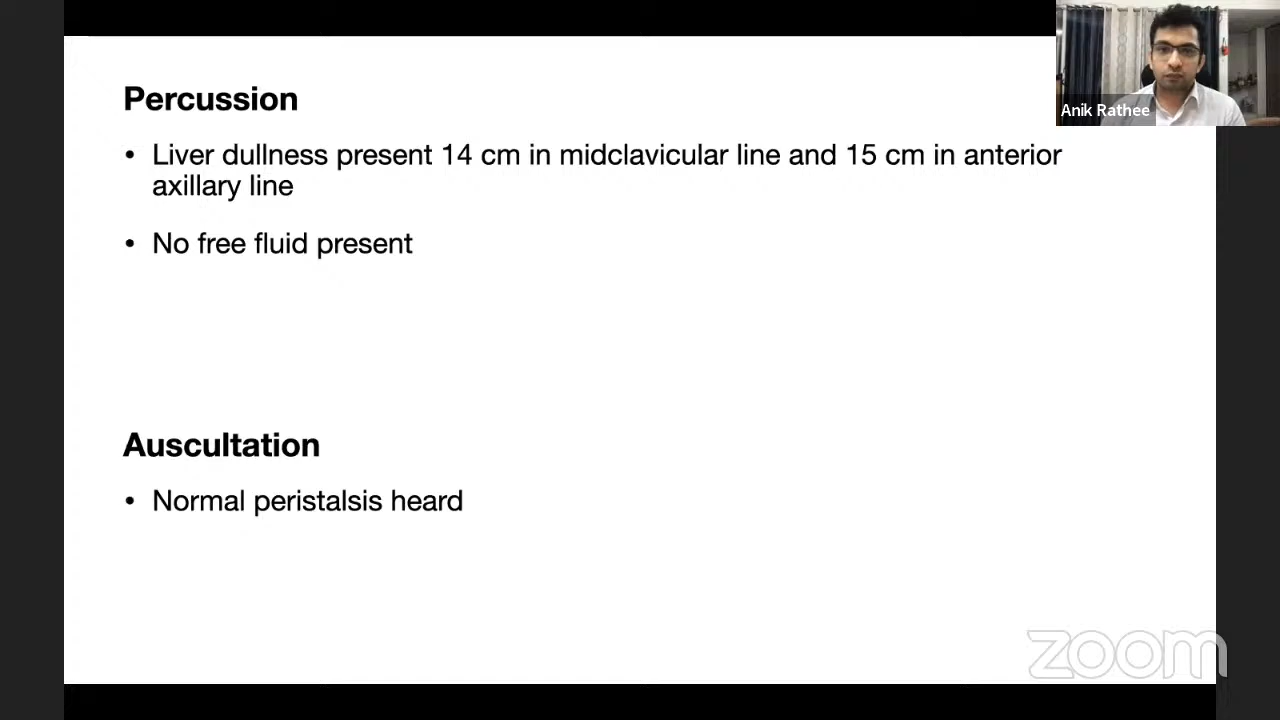 Percussion
• Liver dullness present 14 cm in midclavicular line and 15 cm in anterior
axillary line
• No free fluid present
Auscultation
• Normal peristalsis heard
Anik Rathee
zoom